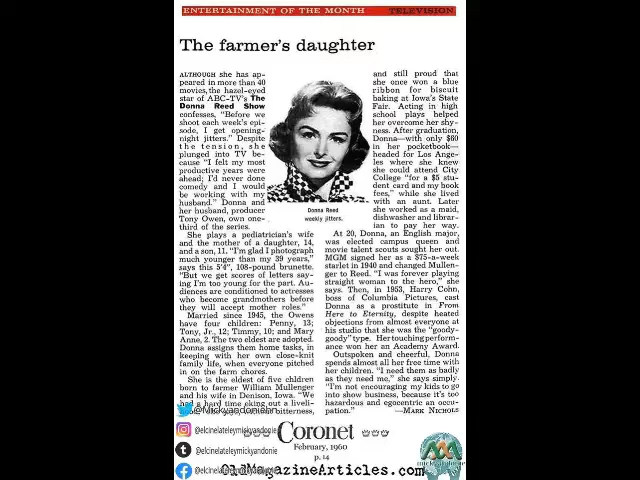 ENTERTAINMENT OF THE MONTH
TELEVISION
The farmer's daughter
ALTHOUGH she has ap-
peared in more than 40
movies, the hazel-eyed
star of ABC-TV's The
Donna Reed Show
confesses, "Before we
shoot each week's epi-
sode, I get opening-
night jitters." Despite
the tension, she
plunged into TV be-
cause "I felt my most
productive years were
ahead; I'd never done
comedy and I would
be working with my
husband." Donna and
her husband, producer
Tony Owen, own one-
third of the series.
She plays a pediatrician's wife
and the mother of a daughter, 14,
and a son, 11. "I'm glad I photograph
much younger than my 39 years,"
says this 5'4", 108-pound brunette.
"But we get scores of letters say-
ing I'm too young for the part. Au-
diences are conditioned to actresses
who become grandmothers before
they will accept mother roles."
Married since 1945, the Owens
have four children: Penny, 13;
Tony, Jr., 12; Timmy, 10; and Mary
Anne, 2. The two eldest are adopted.
Donna assigns them home tasks, in
keeping with her own close-knit
family life, when everyone pitched
in on the farm chores.
She is the eldest of five children
born to farmer William Mullenger
and his wife in Denison, Iowa. "We
had a hard time eking out a liveli-
bitterness,
Donna Reed
weekly jitters.
and still proud that
she once won a blue
ribbon for biscuit
baking at Iowa's State
Fair. Acting in high
school plays helped
her overcome her shy-
ness. After graduation,
Donna—with only $60
in her pocketbook—
headed for Los Ange-
les where she knew
she could attend City
College "for a $5 stu-
dent card and my book
fees," while she lived
with an aunt. Later
she worked as a maid,
dishwasher and librar-
ian to pay her way.
At 20, Donna, an English major,
was elected campus queen and
movie talent scouts sought her out.
MGM signed her as a $75-a-week
starlet in 1940 and changed Mullen-
ger to Reed. "I was forever playing
straight woman to the hero," she
says. Then, in 1953, Harry Cohn,
boss of Columbia Pictures, cast
Donna as a prostitute in From
Here to Eternity, despite heated
objections from almost everyone at
his studio that she was the "goody-
goody" type. Her touching perform-
ance won her an Academy Award.
Outspoken and cheerful, Donna
spends almost all her free time with
her children. "I need them as badly
as they need me," she says simply.
"I'm not encouraging my kids to go
into show business, because it's too
hazardous and egocentric an occu-
pation." —MARK NICHOLS
@Mickyandoniehn
@elcinelateleymickyandonie
@elcinelateleymickyandonie
@elcinelateleymickyandonie
Coronet
February, 1960
p. 14
OldMagazineArticles.com
mickyandonie